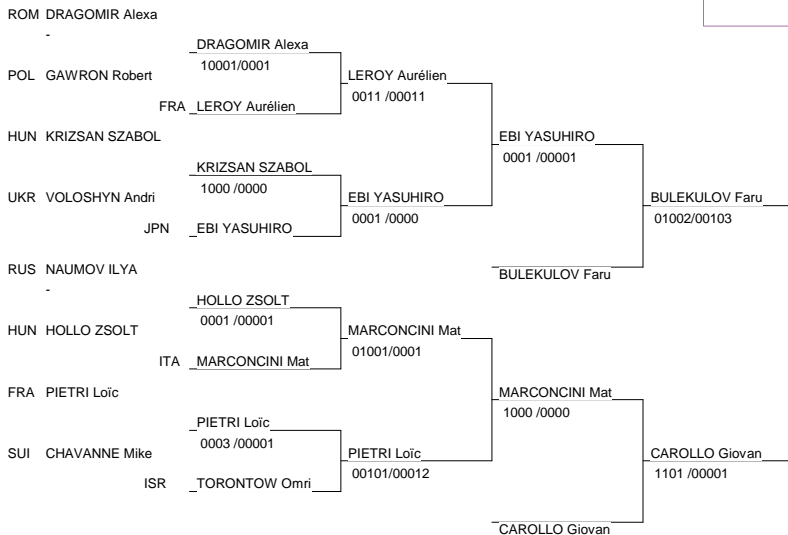 ROM DRAGOMIR Alexa
-
DRAGOMIR Alexa
10001/0001
POL GAWRON Robert
LEROY Aurélien
0011 /00011
FRA LEROY Aurélien
HUN KRIZSAN SZABOL
EBI YASUHIRO
0001 /00001
KRIZSAN SZABOL
1000 /0000
UKR VOLOSHYN Andri
EBI YASUHIRO
0001 /0000
BULEKULOV Faru
01002/00103
JPN EBI YASUHIRO
RUS NAUMOV ILYA
-
BULEKULOV Faru
HOLLO ZSOLT
0001 /00001
HUN HOLLO ZSOLT
MARCONCINI Mat
01001/0001
ITA MARCONCINI Mat
FRA PIETRI Loïc
MARCONCINI Mat
1000 /0000
PIETRI Loïc
0003 /00001
SUI CHAVANNE Mike
PIETRI Loïc
00101/00012
CAROLLO Giovan
1101 /00001
ISR TORONTOW Omri
CAROLLO Giovan